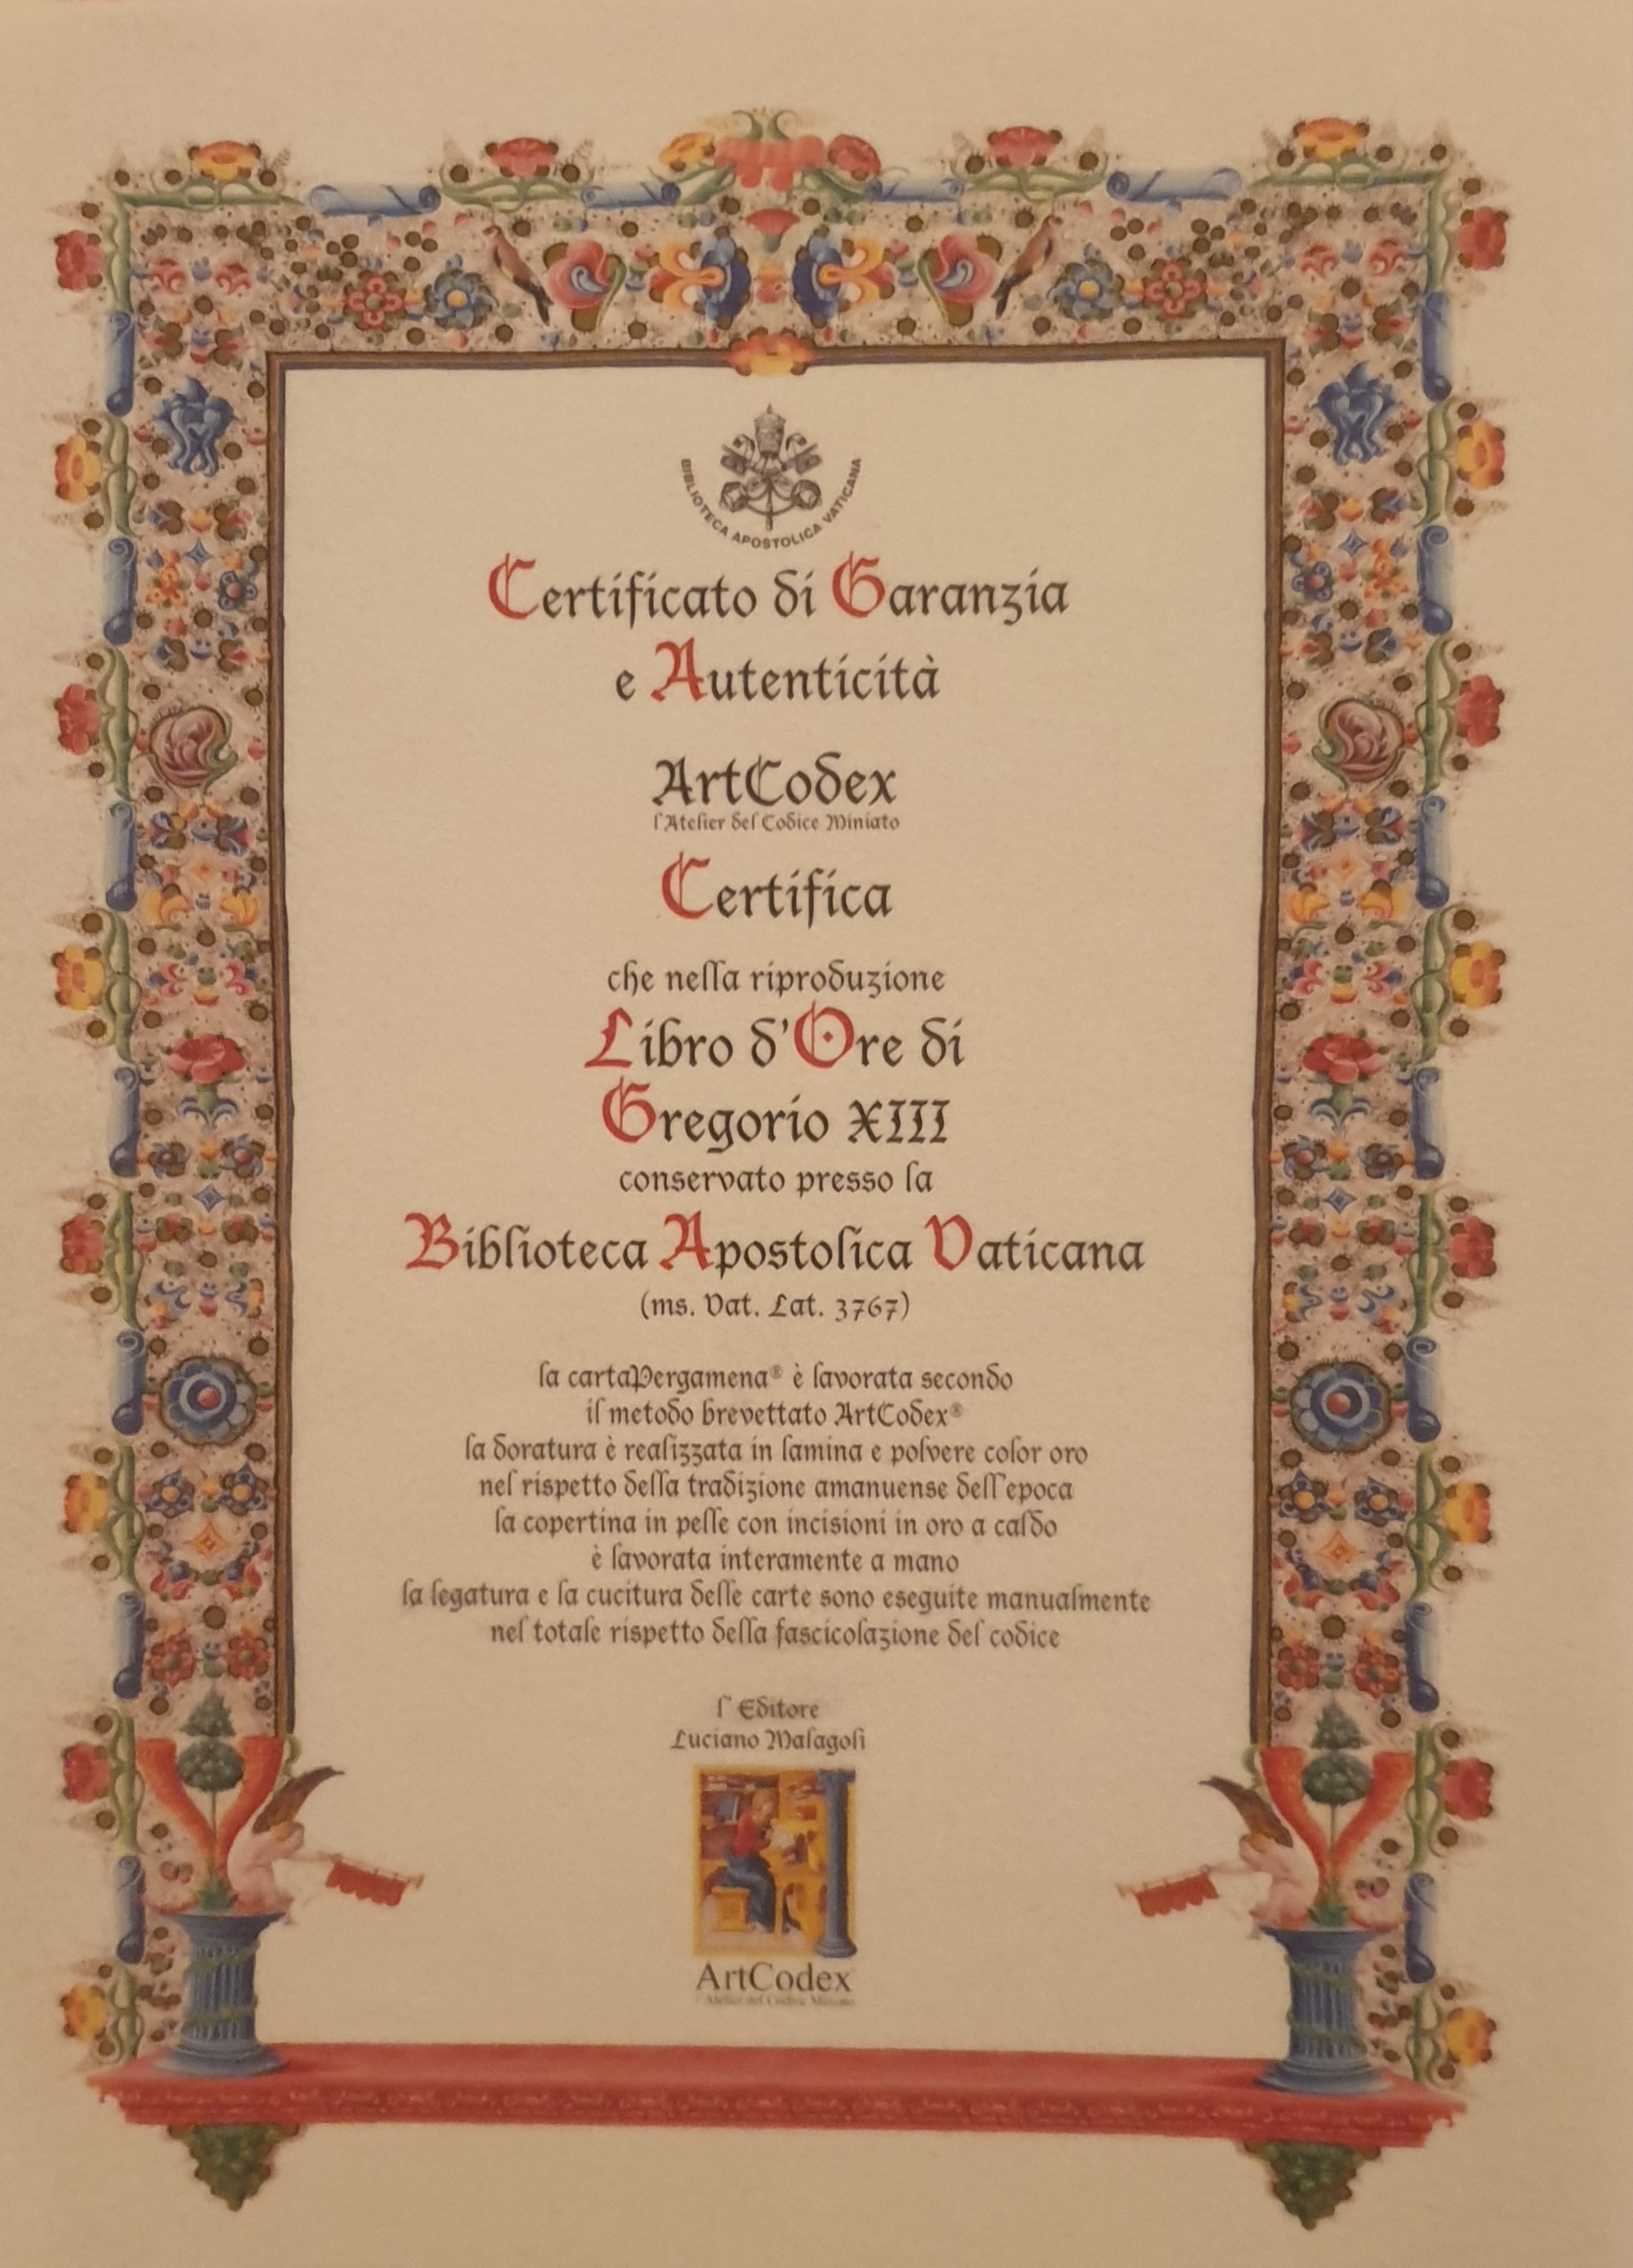 BIBLIOTECA APOSTOLICA VATICANA
Certificato di Garanzia
e Autenticità
ArtCodex
l'Atelier del Codice Miniato
Certifica
che nella riproduzione
Libro d'Ore di
Gregorio XIII
conservato presso la
Biblioteca Apostolica Vaticana
(ms. Vat. Lat. 3767)
la cartaPergamena® è lavorata secondo
il metodo brevettato ArtCodex®
la doratura è realizzata in lamina e polvere color oro
nel rispetto della tradizione amanuense dell'epoca
la copertina in pelle con incisioni in oro a caldo
è lavorata interamente a mano
la legatura e la cucitura delle carte sono eseguite manualmente
nel totale rispetto della fascicolazione del codice
l' Editore
Luciano Malagoli
ArtCodex
l'Atelier del Codice Miniato